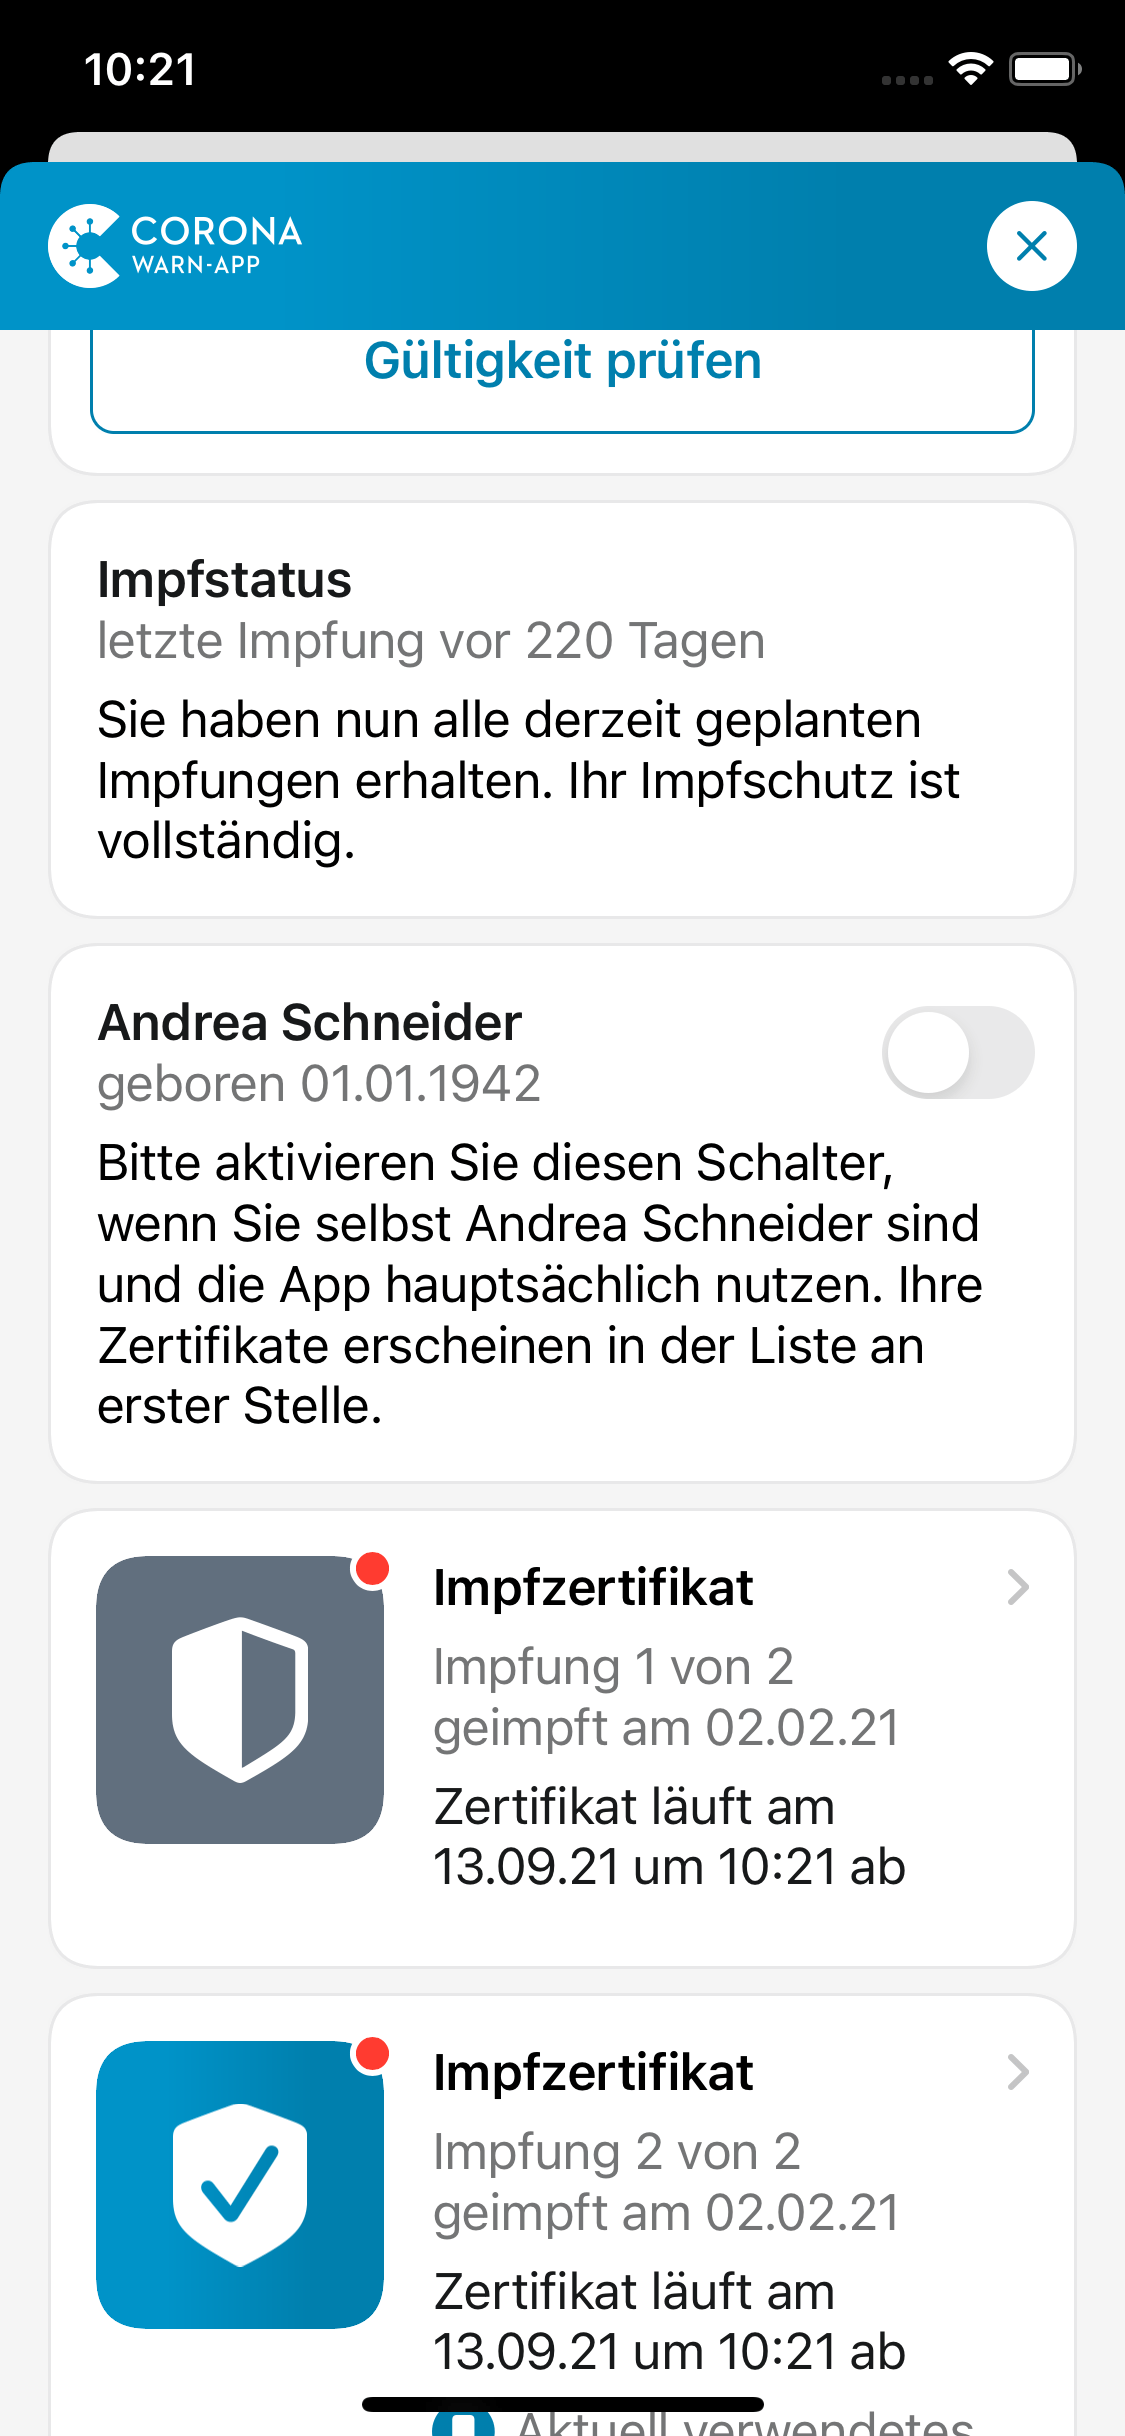 10:21
CORONA
WARN-APP
Gültigkeit prüfen
Impfstatus
letzte Impfung vor 220 Tagen
Sie haben nun alle derzeit geplanten
Impfungen erhalten. Ihr Impfschutz ist
vollständig.
Andrea Schneider
geboren 01.01.1942
Bitte aktivieren Sie diesen Schalter,
wenn Sie selbst Andrea Schneider sind
und die App hauptsächlich nutzen. Ihre
Zertifikate erscheinen in der Liste an
erster Stelle.
Impfzertifikat
Impfung 1 von 2
geimpft am 02.02.21
Zertifikat läuft am
13.09.21 um 10:21 ab
Impfzertifikat
Impfung 2 von 2
geimpft am 02.02.21
Zertifikat läuft am
13.09.21 um 10:21 ab
Aktuell verwendetes